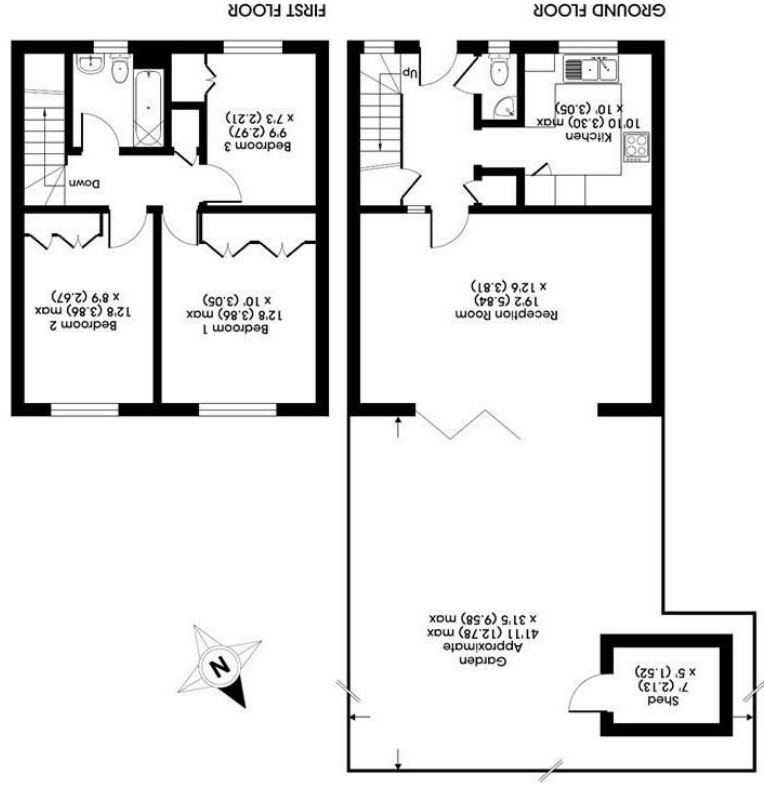 Shed
7' (2.13)
x 5' (1.52)
Garden
Approximate
41'11 (12.78) max
x 31'5 (9.58) max
N
Reception Room
19'2 (5.84)
x 12'6 (3.81)
Bedroom 1
12'8 (3.86) max
x 10' (3.05)
Bedroom 2
12'8 (3.86) max
x 8'9 (2.67)
Kitchen
10'10 (3.30) max
x 10' (3.05)
Up
Bedroom 3
9'9 (2.97)
x 7'3 (2.21)
Down
GROUND FLOOR
FIRST FLOOR